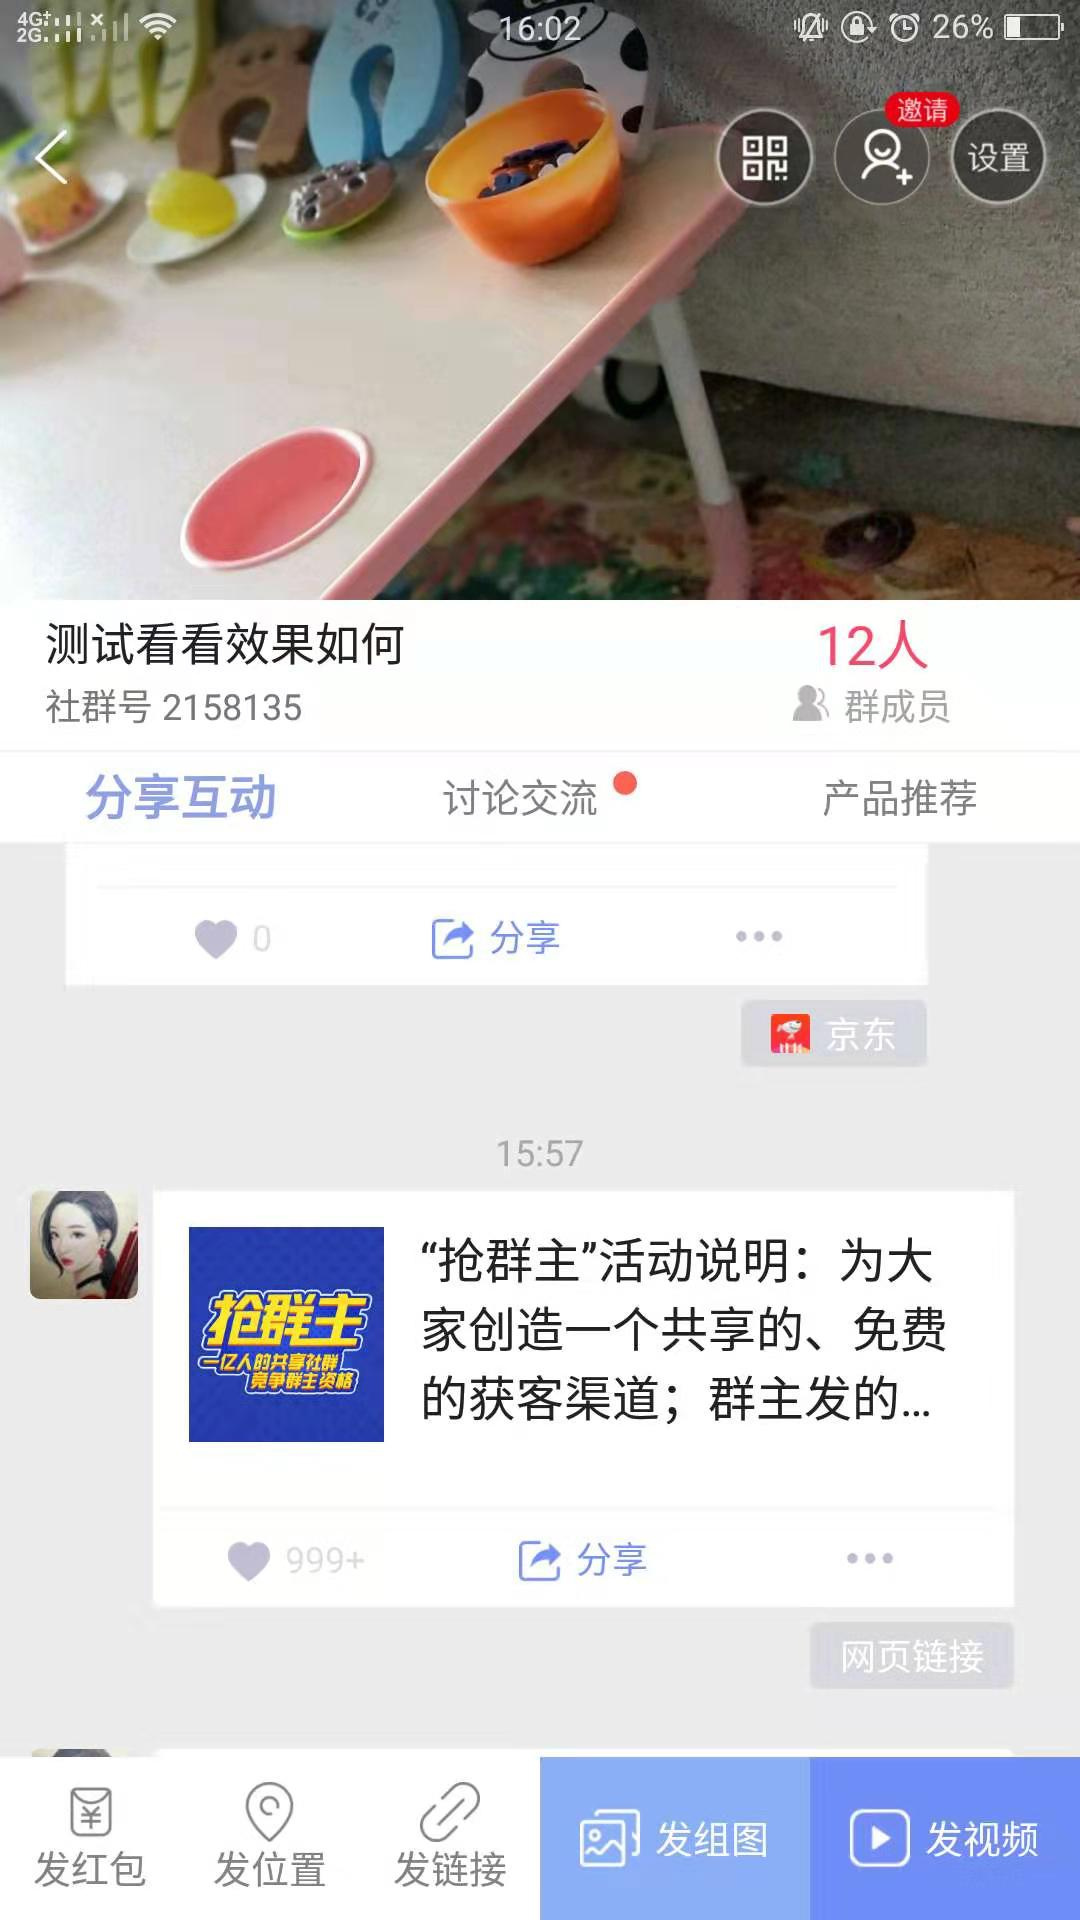 4G+
2G
16:02
26%
邀请
设置
测试看看效果如何
12人
社群号 2158135
群成员
分享互动
讨论交流
产品推荐
0
分享
京东
15:57
抢群主
一亿人的共享社群
竞争群主资格
“抢群主”活动说明：为大
家创造一个共享的、免费
的获客渠道；群主发的...
999+
分享
网页链接
发红包
发位置
发链接
发组图
发视频